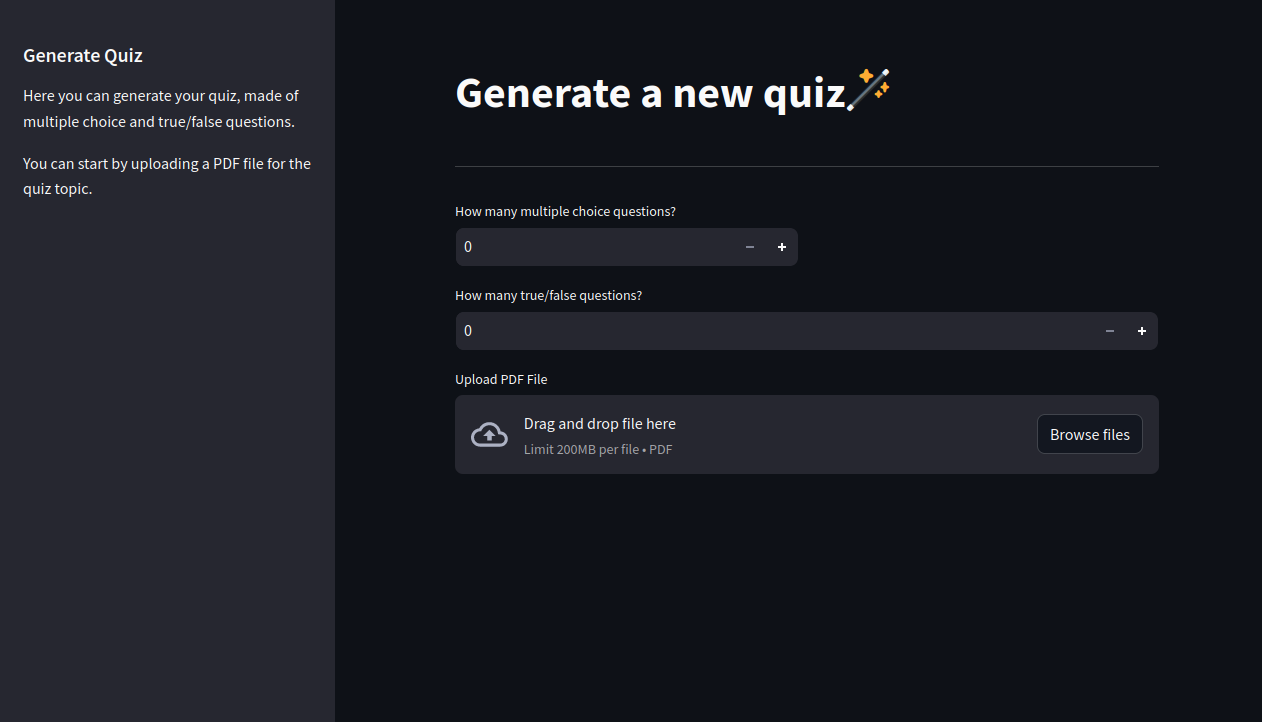 Generate Quiz
Here you can generate your quiz, made of
multiple choice and true/false questions.
You can start by uploading a PDF file for the
quiz topic.
Generate a new quiz
How many multiple choice questions?
0
How many true/false questions?
0
Upload PDF File
Drag and drop file here
Limit 200MB per file • PDF
Browse files